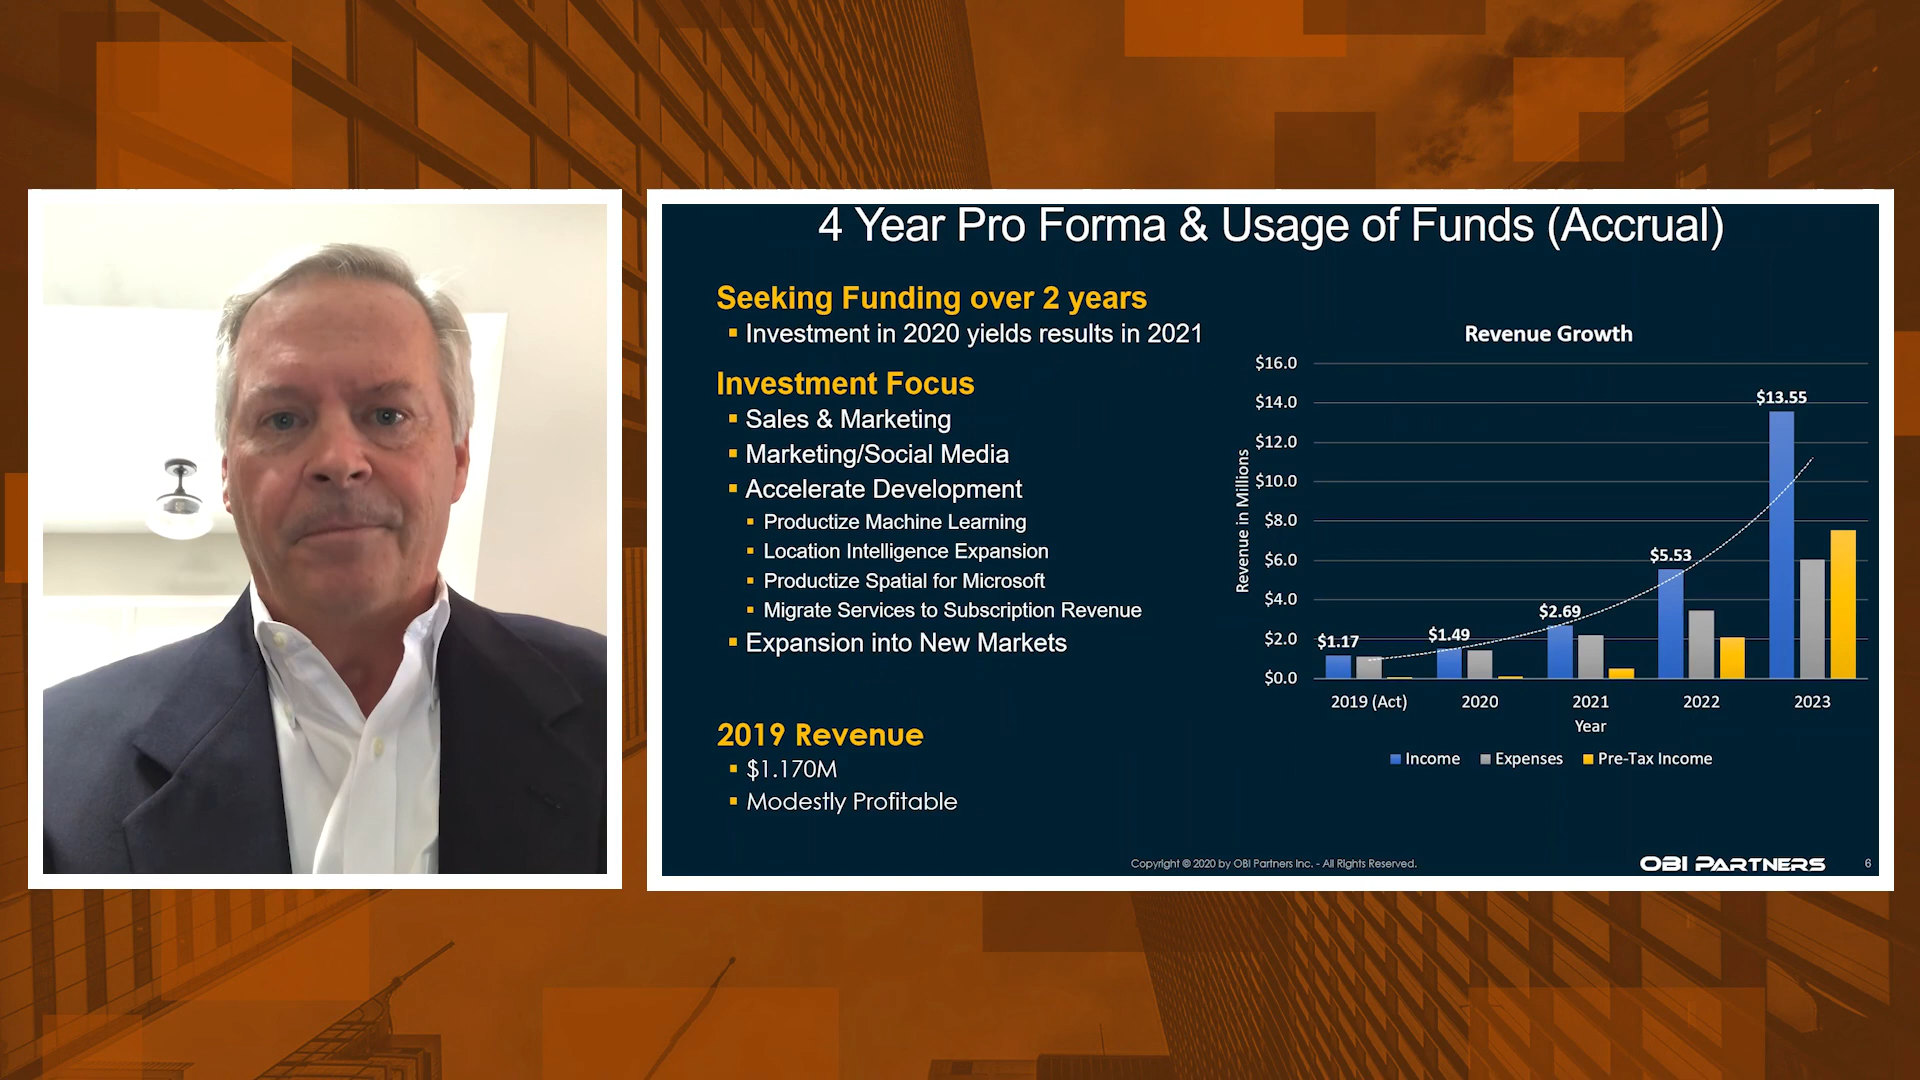 4 Year Pro Forma & Usage of Funds (Accrual)
Seeking Funding over 2 years
▪ Investment in 2020 yields results in 2021
Investment Focus
▪ Sales & Marketing
▪ Marketing/Social Media
▪ Accelerate Development
▪ Productize Machine Learning
▪ Location Intelligence Expansion
▪ Productize Spatial for Microsoft
▪ Migrate Services to Subscription Revenue
▪ Expansion into New Markets
2019 Revenue
▪ $1.170M
▪ Modestly Profitable
Revenue Growth
Revenue in Millions
$16.0
$14.0
$12.0
$10.0
$8.0
$6.0
$4.0
$2.0
$0.0
$1.17
$1.49
$2.69
$5.53
$13.55
2019 (Act) 2020 2021 2022 2023
Year
Income Expenses Pre-Tax Income
Copyright © 2020 by OBI Partners Inc. - All Rights Reserved.
OBI PARTNERS
6